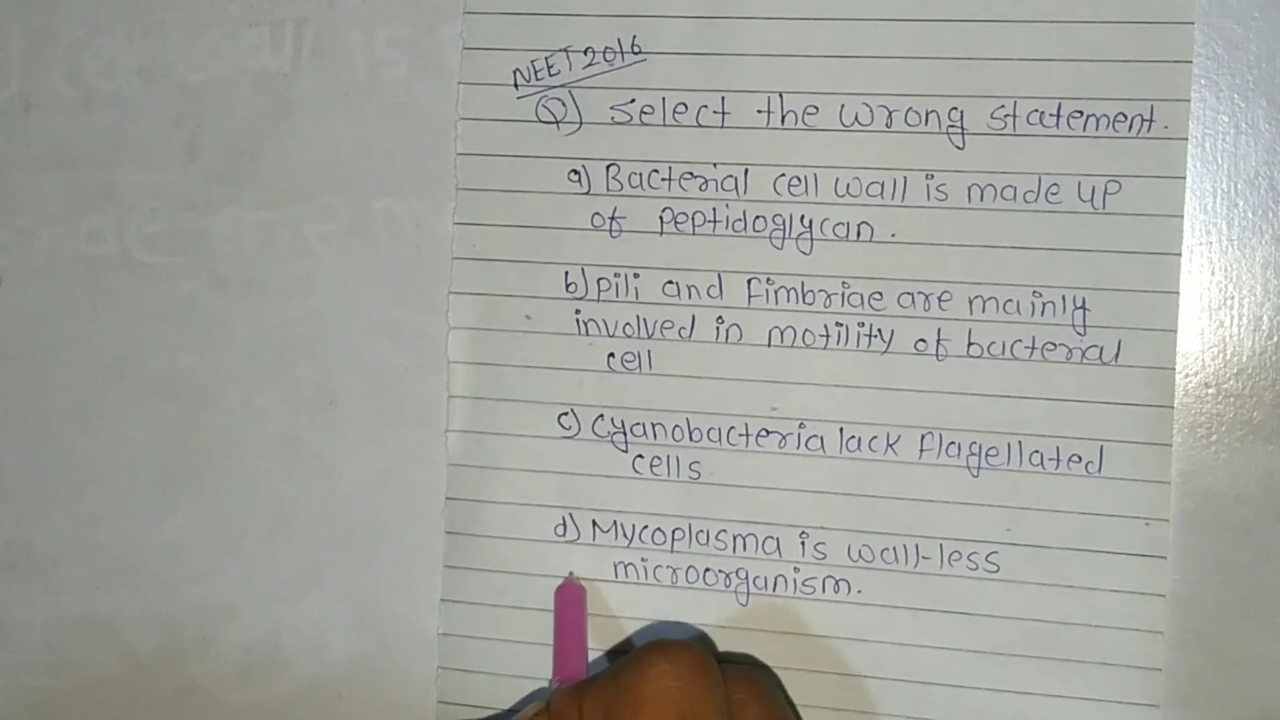 NEET 2016
Q) Select the wrong statement.
a) Bacterial cell wall is made up
of peptidoglycan.
b) pili and fimbriae are mainly
involved in motility of bacterial
cell
c) Cyanobacteria lack flagellated
cells.
d) Mycoplasma is wall-less
microorganism.